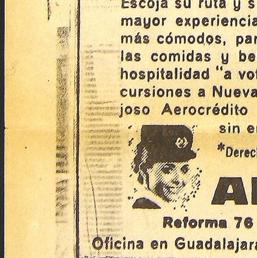 Escoja su ruta y s
mayor experiencia
más cómodos, par
las comidas y be
hospitalidad "a vo
cursiones a Nueva
joso Aerocrédito
sin e
*Derec
A
Reforma 76
Oficina en Guadalajara